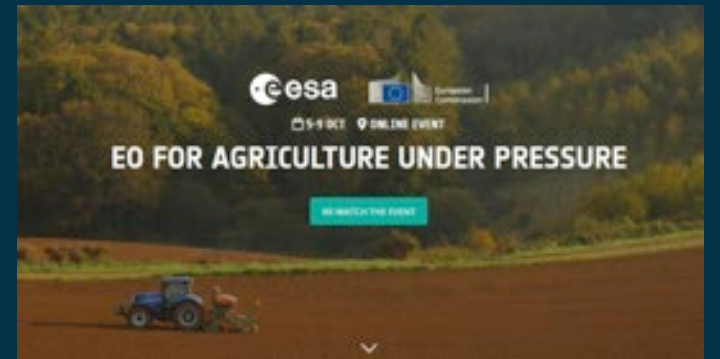 esa
European
Commission
5-9 OCT ONLINE EVENT
EO FOR AGRICULTURE UNDER PRESSURE
RE-WATCH THE EVENT